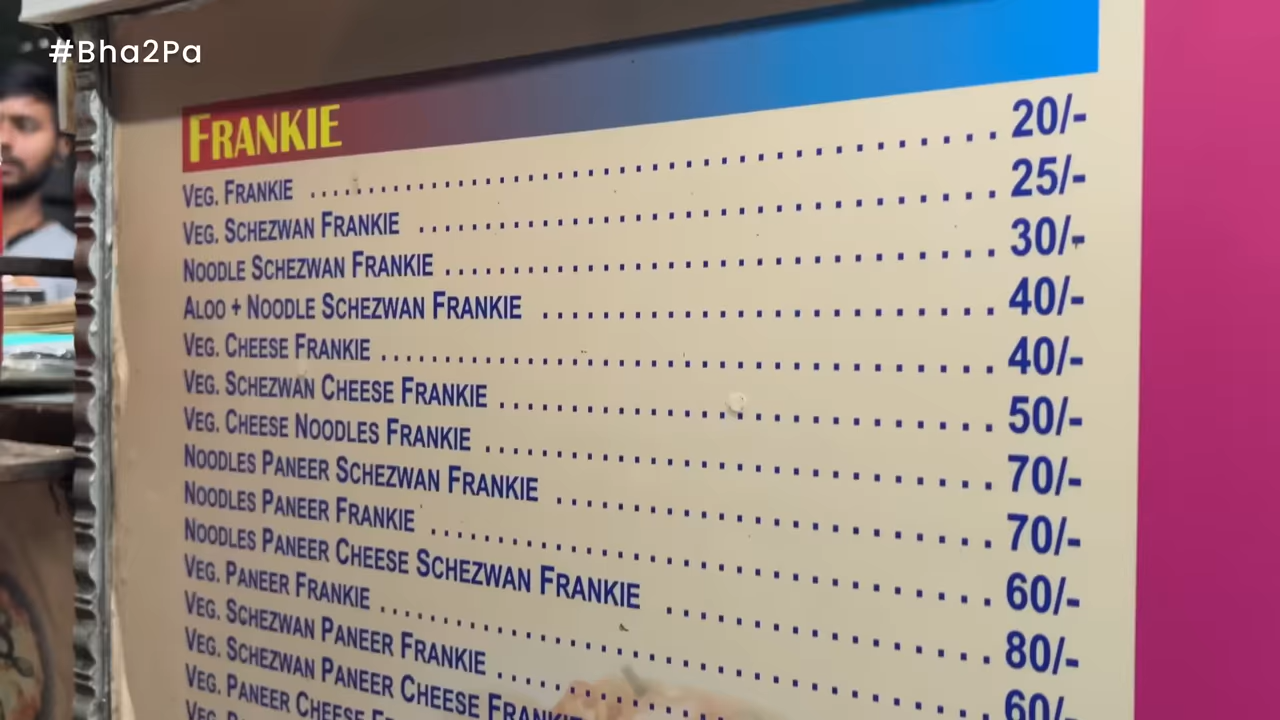 #Bha2Pa
FRANKIE
VEG. FRANKIE .......... 20/-
VEG. SCHEZWAN FRANKIE .......... 25/-
NOODLE SCHEZWAN FRANKIE .......... 30/-
ALOO + NOODLE SCHEZWAN FRANKIE .......... 40/-
VEG. CHEESE FRANKIE .......... 40/-
VEG. SCHEZWAN CHEESE FRANKIE .......... 50/-
VEG. CHEESE NOODLES FRANKIE .......... 70/-
NOODLES PANEER SCHEZWAN FRANKIE .......... 70/-
NOODLES PANEER FRANKIE .......... 60/-
NOODLES PANEER CHEESE SCHEZWAN FRANKIE .......... 80/-
VEG. PANEER FRANKIE .......... 60/-
VEG. SCHEZWAN PANEER FRANKIE ..........
VEG. SCHEZWAN PANEER CHEESE FRANKIE
VEG. PANEER CHEESE
VEG.